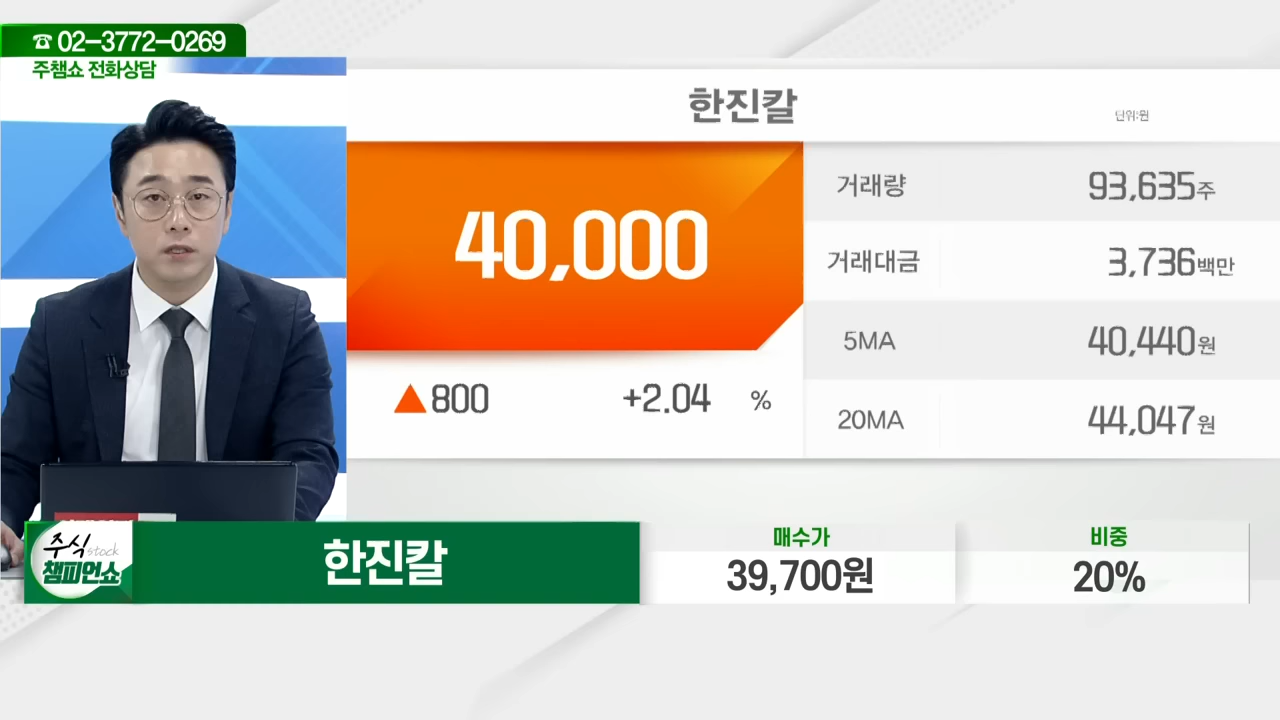 ☎ 02-3772-0269
주챔쇼 전화상담
한진칼
단위:원
40,000
▲800 +2.04 %
거래량 93,635주
거래대금 3,736백만
5MA 40,440원
20MA 44,047원
주식 stock
챔피언쇼
한진칼
매수가
39,700원
비중
20%